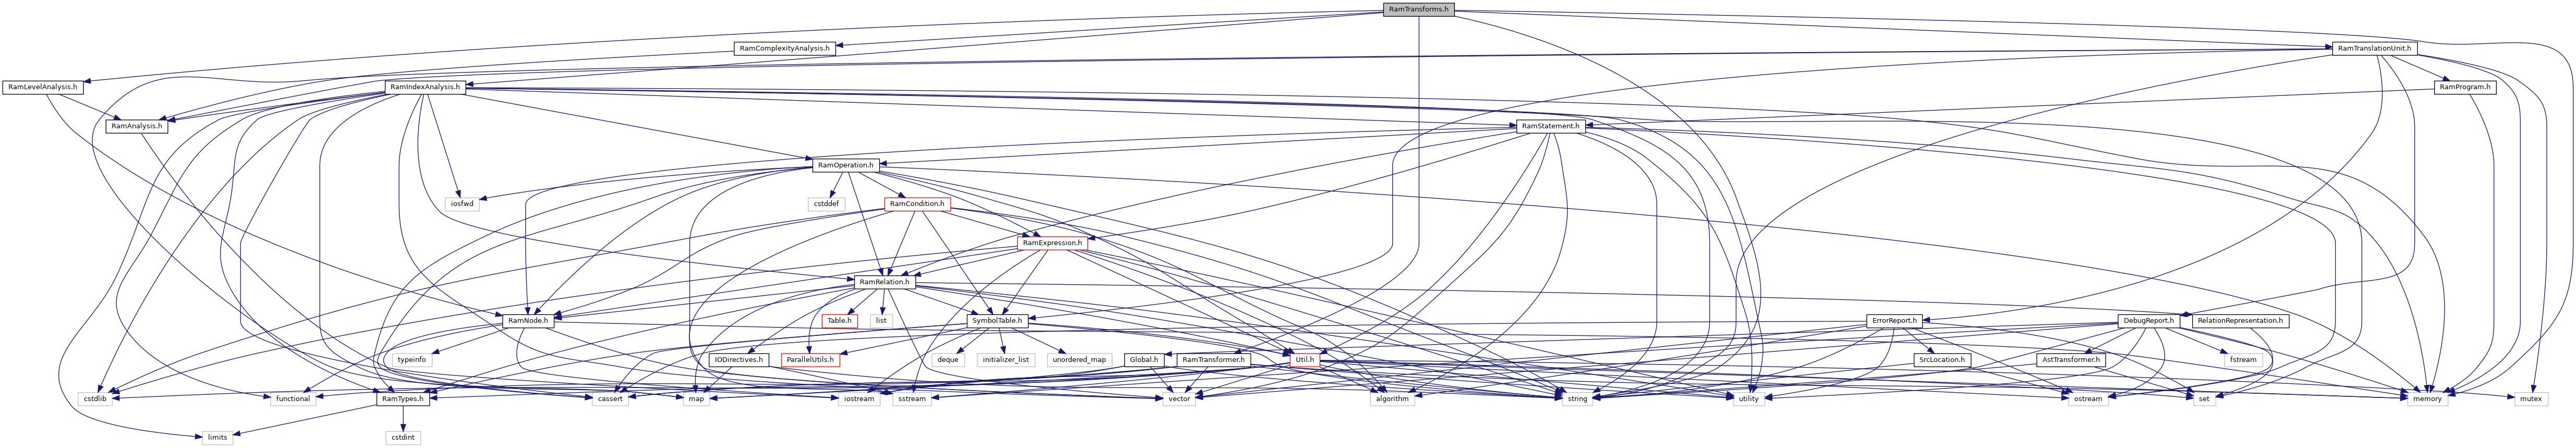 RamTransforms.h
RamComplexityAnalysis.h
RamTranslationUnit.h
RamLevelAnalysis.h
RamIndexAnalysis.h
RamProgram.h
RamAnalysis.h
RamStatement.h
RamOperation.h
iosfwd
cstddef
RamCondition.h
RamExpression.h
RamRelation.h
RamNode.h
Table.h
list
SymbolTable.h
ErrorReport.h
DebugReport.h
RelationRepresentation.h
typeinfo
IODirectives.h
ParallelUtils.h
deque
initializer_list
unordered_map
Global.h
RamTransformer.h
Util.h
SrcLocation.h
AstTransformer.h
fstream
cstdlib
functional
RamTypes.h
cassert
map
iostream
sstream
vector
algorithm
string
utility
ostream
set
memory
mutex
limits
cstdint